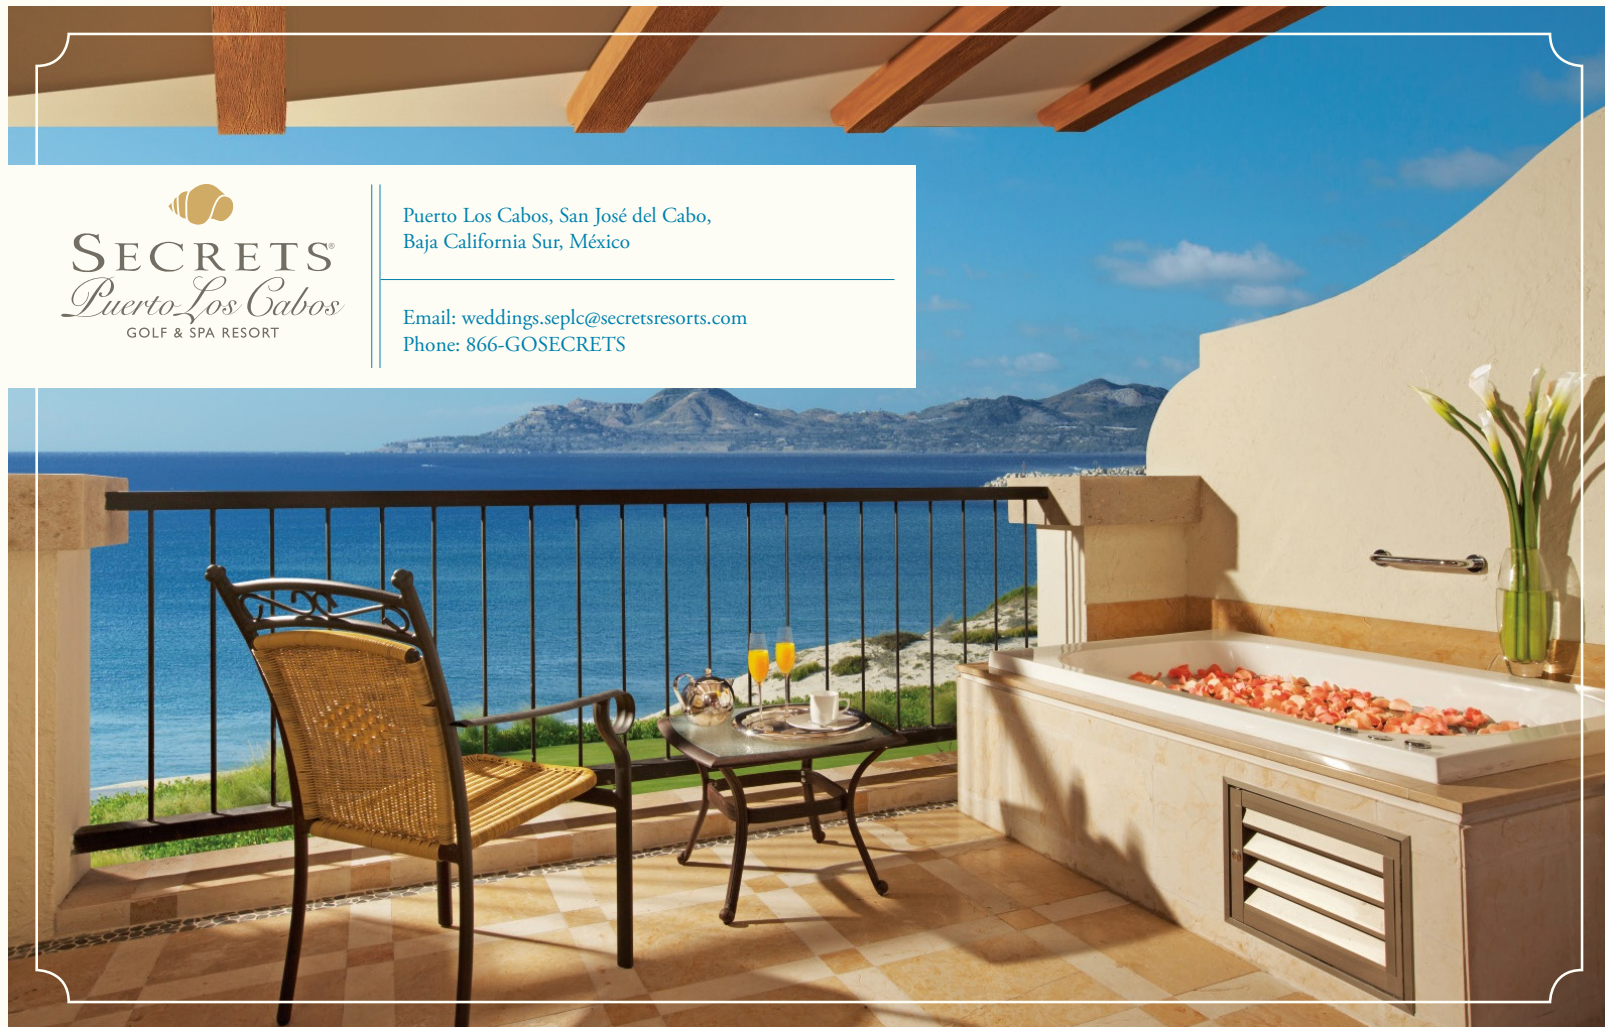 SECRETS®
Puerto Los Cabos
GOLF & SPA RESORT
Puerto Los Cabos, San José del Cabo,
Baja California Sur, México
Email: weddings.seplc@secretsresorts.com
Phone: 866-GOSECRETS